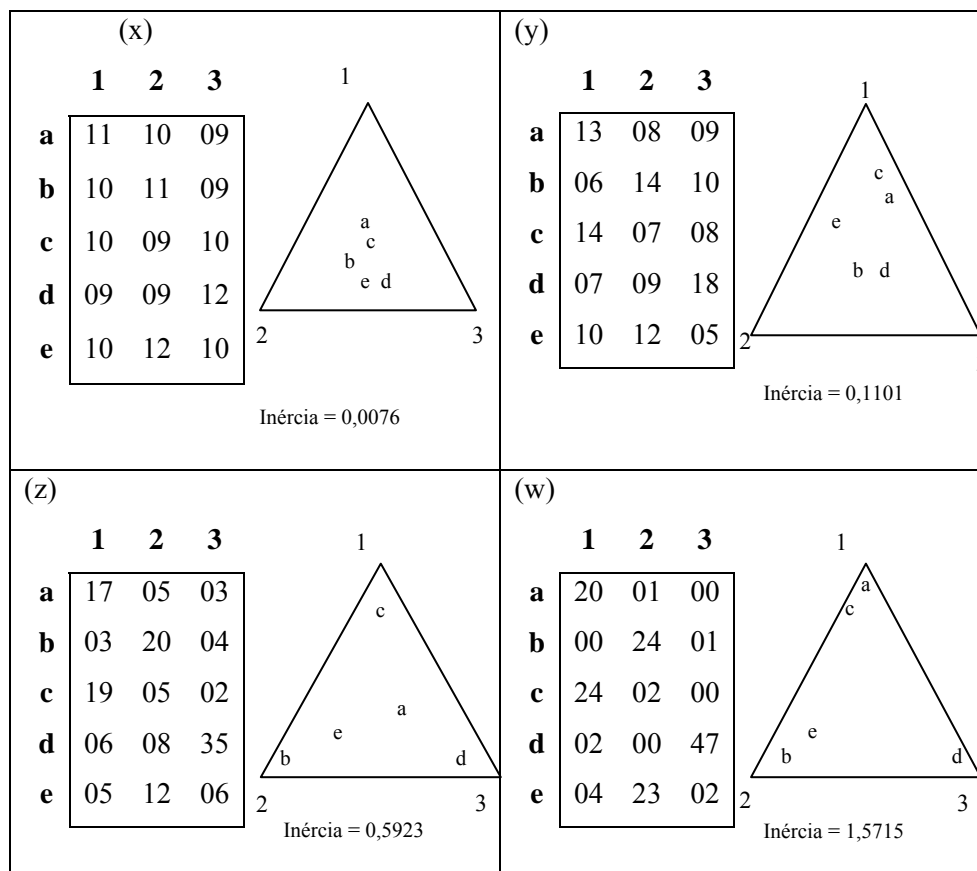 (x)
1 2 3
a 11 10 09
b 10 11 09
c 10 09 10
d 09 09 12
e 10 12 10
1
a
c
b
e d
2 3
Inércia = 0,0076
(y)
1 2 3
a 13 08 09
b 06 14 10
c 14 07 08
d 07 09 18
e 10 12 05
1
c
a
e
b d
2
Inércia = 0,1101
(z)
1 2 3
a 17 05 03
b 03 20 04
c 19 05 02
d 06 08 35
e 05 12 06
1
c
a
e
b d
2 3
Inércia = 0,5923
(w)
1 2 3
a 20 01 00
b 00 24 01
c 24 02 00
d 02 00 47
e 04 23 02
1
a
c
e
b d
2 3
Inércia = 1,5715